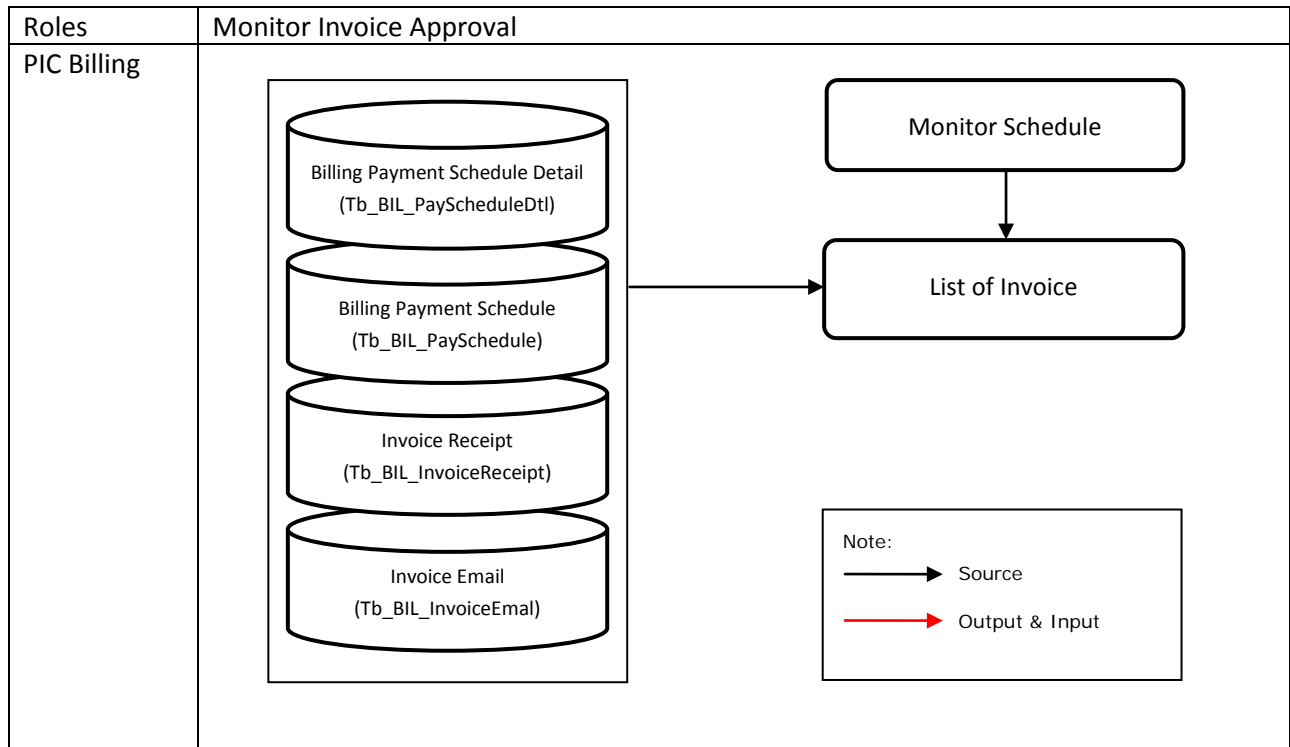 Roles
Monitor Invoice Approval
PIC Billing
Billing Payment Schedule Detail
(Tb_BIL_PayScheduleDtl)
Billing Payment Schedule
(Tb_BIL_PaySchedule)
Invoice Receipt
(Tb_BIL_InvoiceReceipt)
Invoice Email
(Tb_BIL_InvoiceEmal)
Monitor Schedule
List of Invoice
Note:
Source
Output & Input